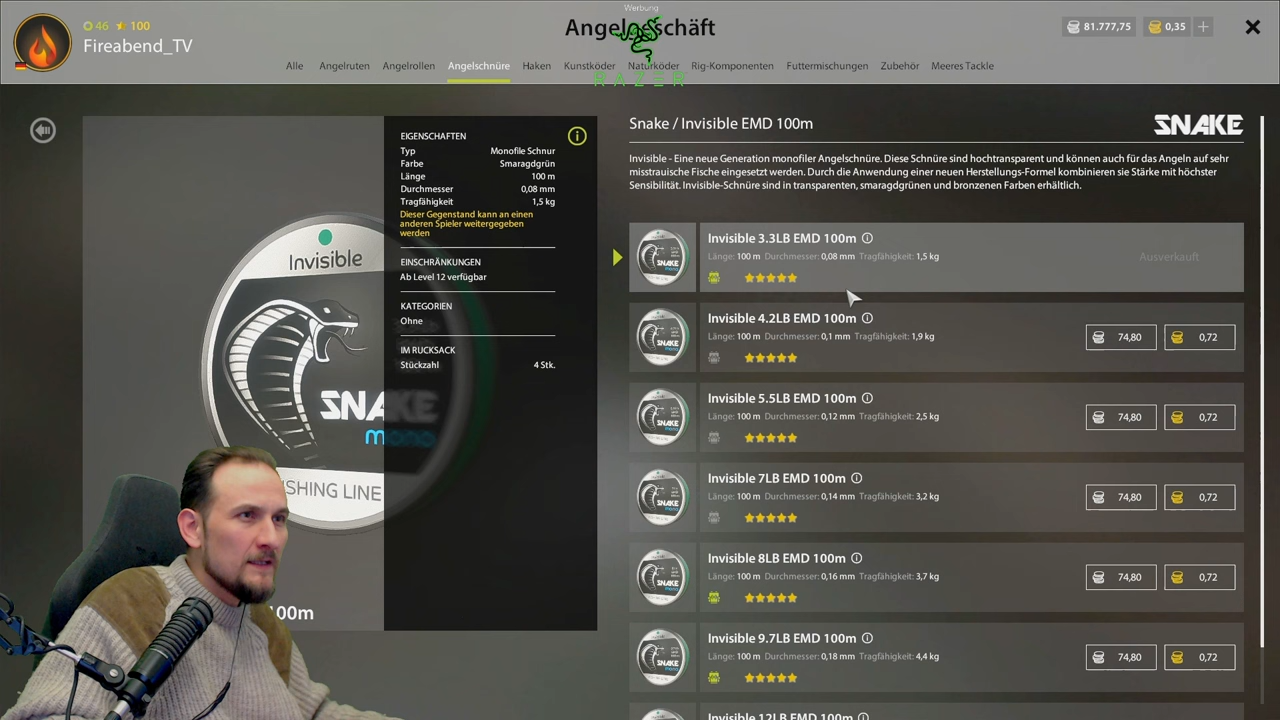 Werbung
46 100
Fireabend_TV
Angelgeschäft
RAZER
81.777,75
0,35
Alle
Angelruten
Angelrollen
Angelschnüre
Haken
Kunstköder
Naturköder
Rig-Komponenten
Futtermischungen
Zubehör
Meeres Tackle
EIGENSCHAFTEN
Typ Monofile Schnur
Farbe Smaragdgrün
Länge 100 m
Durchmesser 0,08 mm
Tragfähigkeit 1,5 kg
Dieser Gegenstand kann an einen
anderen Spieler weitergegeben
werden
EINSCHRÄNKUNGEN
Ab Level 12 verfügbar
KATEGORIEN
Ohne
IM RUCKSACK
Stückzahl 4 Stk.
Invisible
SNAKE
mono
SHING LINE
100m
Snake / Invisible EMD 100m
SNAKE
Invisible - Eine neue Generation monofiler Angelschnüre. Diese Schnüre sind hochtransparent und können auch für das Angeln auf sehr
misstrauische Fische eingesetzt werden. Durch die Anwendung einer neuen Herstellungs-Formel kombinieren sie Stärke mit höchster
Sensibilität. Invisible-Schnüre sind in transparenten, smaragdgrünen und bronzenen Farben erhältlich.
Invisible 3.3LB EMD 100m
Länge: 100 m Durchmesser: 0,08 mm Tragfähigkeit: 1,5 kg
Ausverkauft
Invisible 4.2LB EMD 100m
Länge: 100 m Durchmesser: 0,1 mm Tragfähigkeit: 1,9 kg
74,80 0,72
Invisible 5.5LB EMD 100m
Länge: 100 m Durchmesser: 0,12 mm Tragfähigkeit: 2,5 kg
74,80 0,72
Invisible 7LB EMD 100m
Länge: 100 m Durchmesser: 0,14 mm Tragfähigkeit: 3,2 kg
74,80 0,72
Invisible 8LB EMD 100m
Länge: 100 m Durchmesser: 0,16 mm Tragfähigkeit: 3,7 kg
74,80 0,72
Invisible 9.7LB EMD 100m
Länge: 100 m Durchmesser: 0,18 mm Tragfähigkeit: 4,4 kg
74,80 0,72
Invisible 12LB EMD 100m